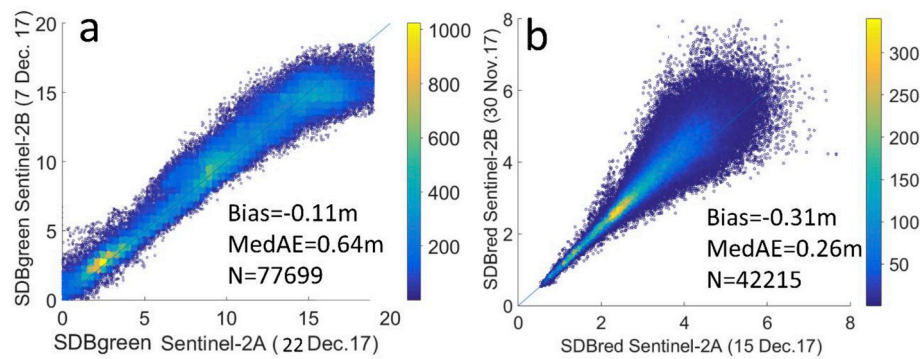 a
SDBgreen Sentinel-2B (7 Dec. 17)
20
15
10
5
0
0
5
10
15
20
SDBgreen Sentinel-2A (22 Dec.17)
Bias=-0.11m
MedAE=0.64m
N=77699
1000
800
600
400
200
b
SDBred Sentinel-2B (30 Nov.17)
8
6
4
2
0
0
2
4
6
8
SDBred Sentinel-2A (15 Dec.17)
Bias=-0.31m
MedAE=0.26m
N=42215
300
250
200
150
100
50